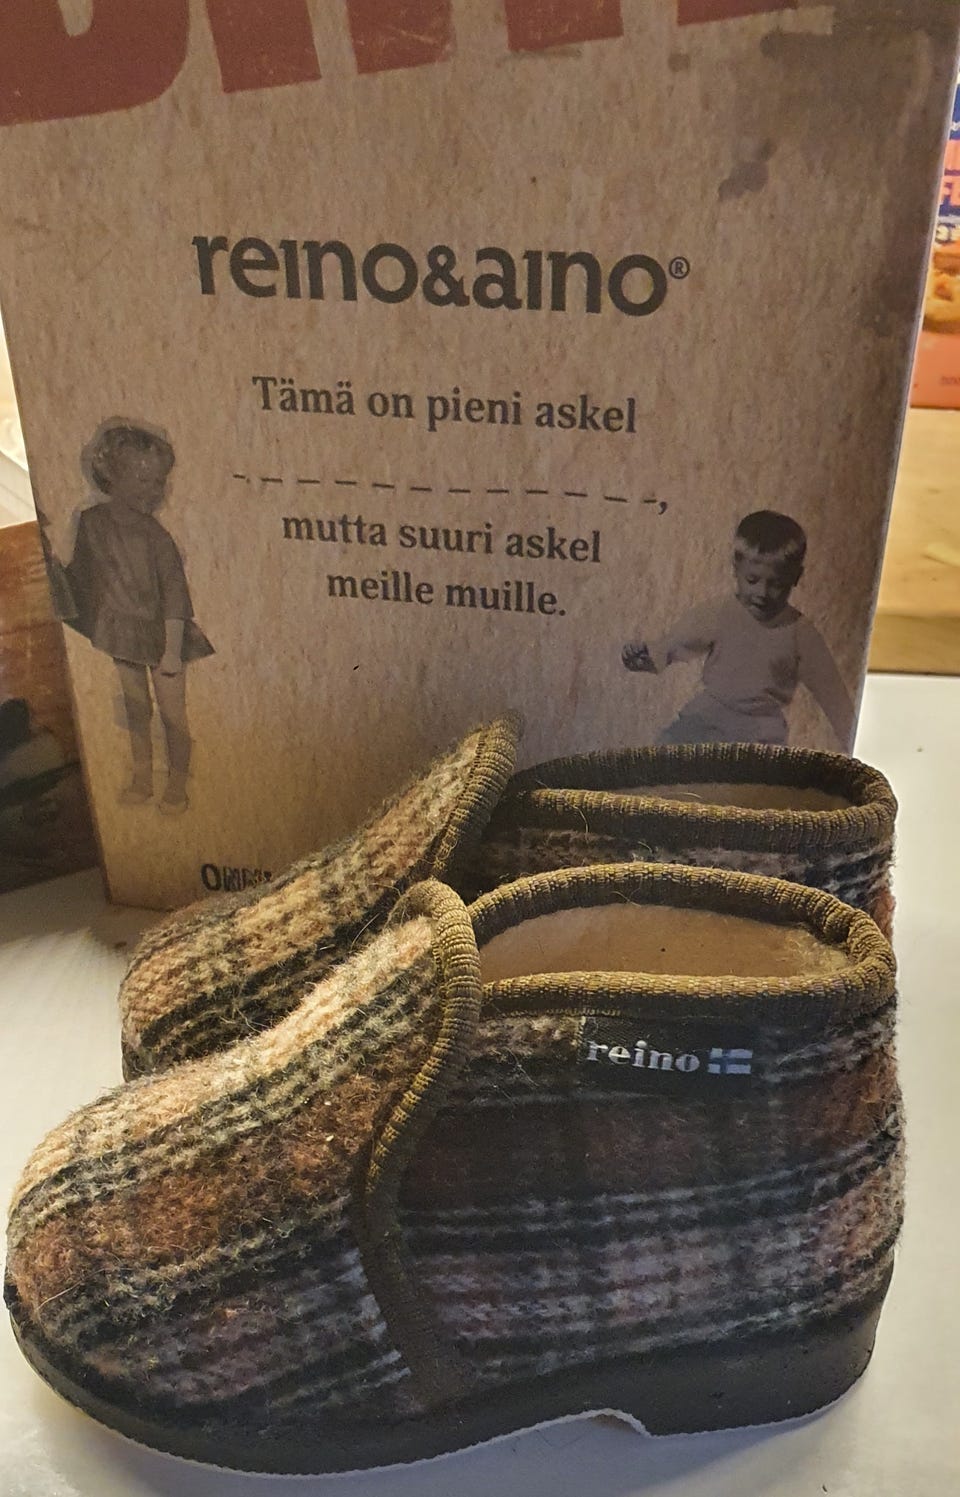 reino&aino®
Tämä on pieni askel
_ _ _ _ _ _ _ _ _ _ _ _ _ _,
mutta suuri askel
meille muille.
reino